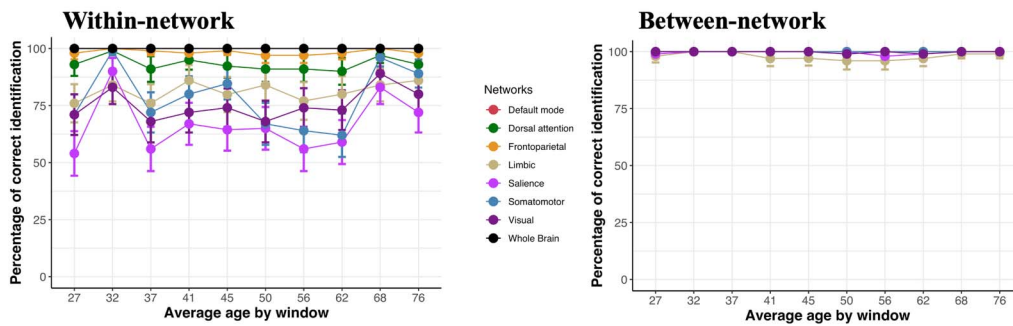 Within-network
Percentage of correct identification
100
75
50
25
0
27 32 37 41 45 50 56 62 68 76
Average age by window
Networks
Default mode
Dorsal attention
Frontoparietal
Limbic
Salience
Somatomotor
Visual
Whole Brain
Between-network
Percentage of correct identification
100
75
50
25
0
27 32 37 41 45 50 56 62 68 76
Average age by window